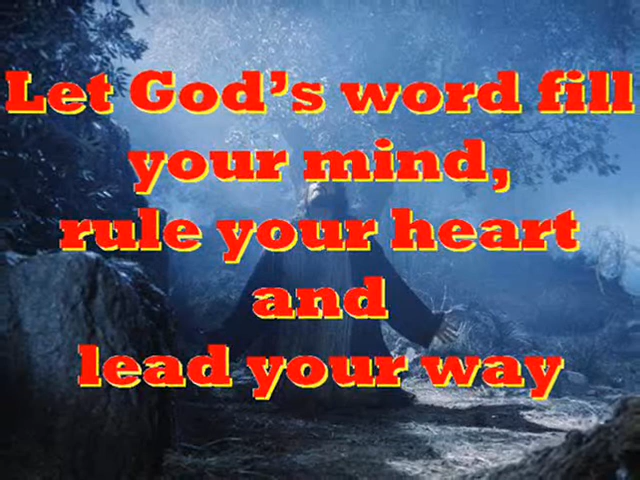 Let God’s word fill
your mind,
rule your heart
and
lead your way